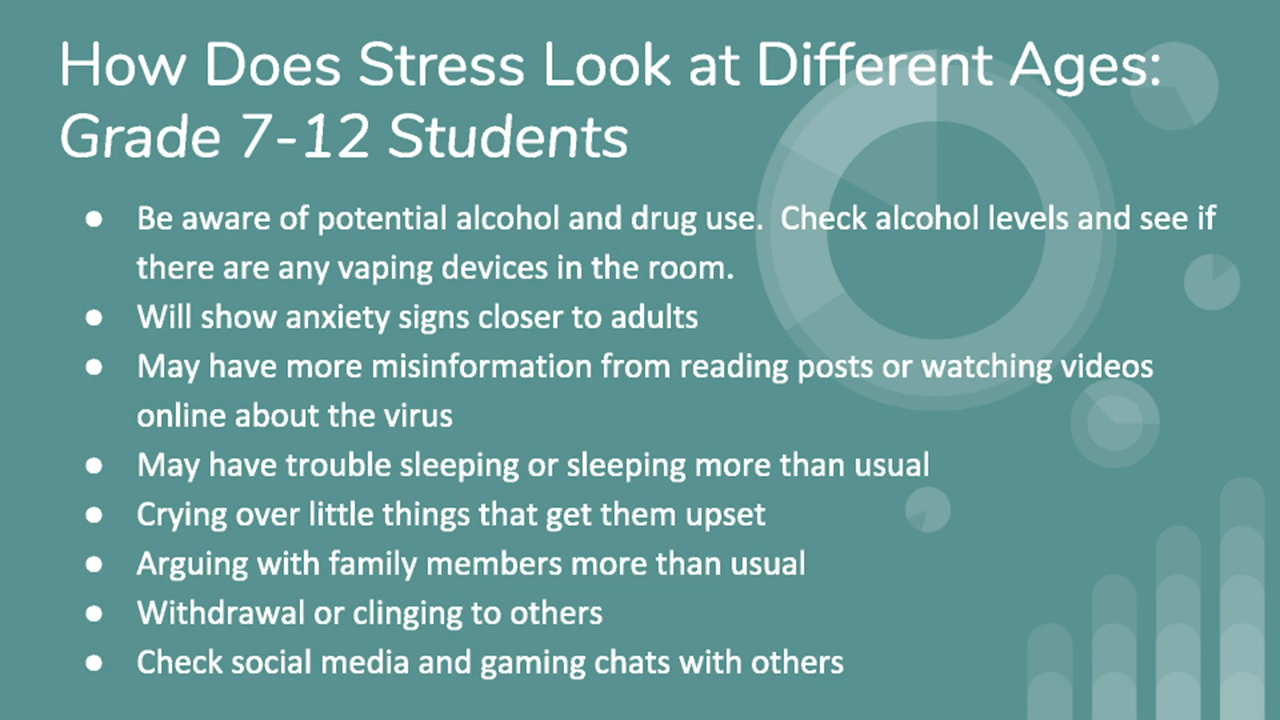 How Does Stress Look at Different Ages:
Grade 7-12 Students
● Be aware of potential alcohol and drug use.  Check alcohol levels and see if
there are any vaping devices in the room.
● Will show anxiety signs closer to adults
● May have more misinformation from reading posts or watching videos
online about the virus
● May have trouble sleeping or sleeping more than usual
● Crying over little things that get them upset
● Arguing with family members more than usual
● Withdrawal or clinging to others
● Check social media and gaming chats with others